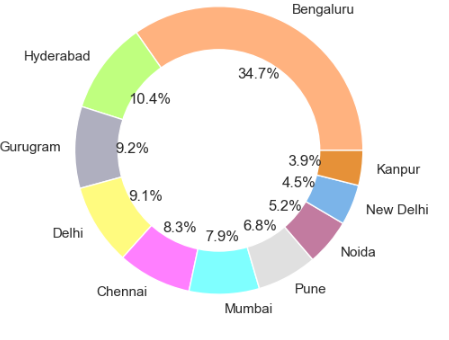 Bengaluru
34.7%
Hyderabad
10.4%
Gurugram
9.2%
Delhi
9.1%
Chennai
8.3%
Mumbai
7.9%
Pune
6.8%
Noida
5.2%
New Delhi
4.5%
Kanpur
3.9%